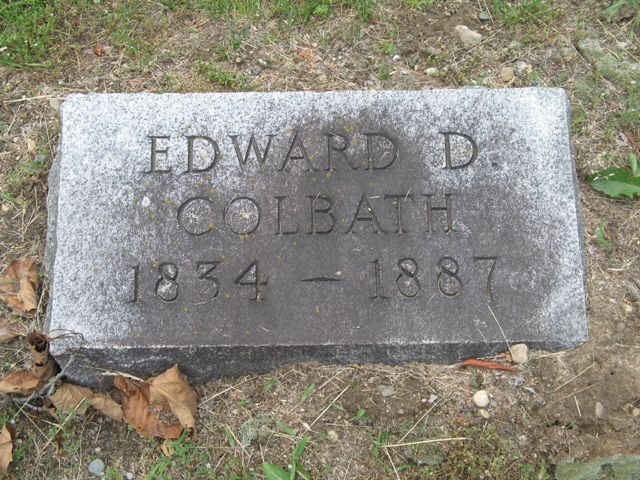 EDWARD D.
COLBATH
1834 — 1887